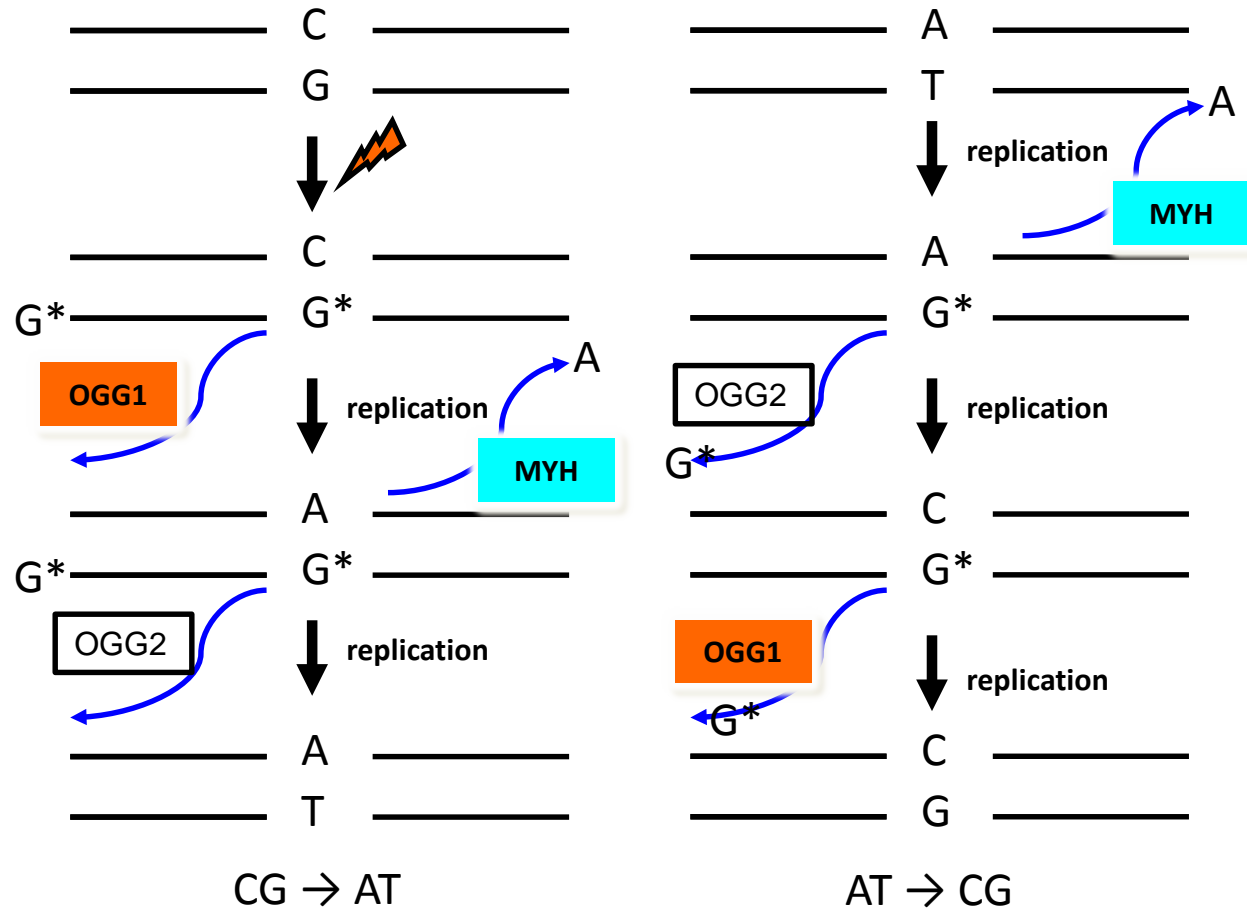 C
G
C
G*
G*
OGG1
A
replication
MYH
A
G*
G*
OGG2
replication
A
T
CG → AT
A
T
A
replication
MYH
A
G*
OGG2
replication
G*
C
G*
OGG1
replication
G*
C
G
AT → CG